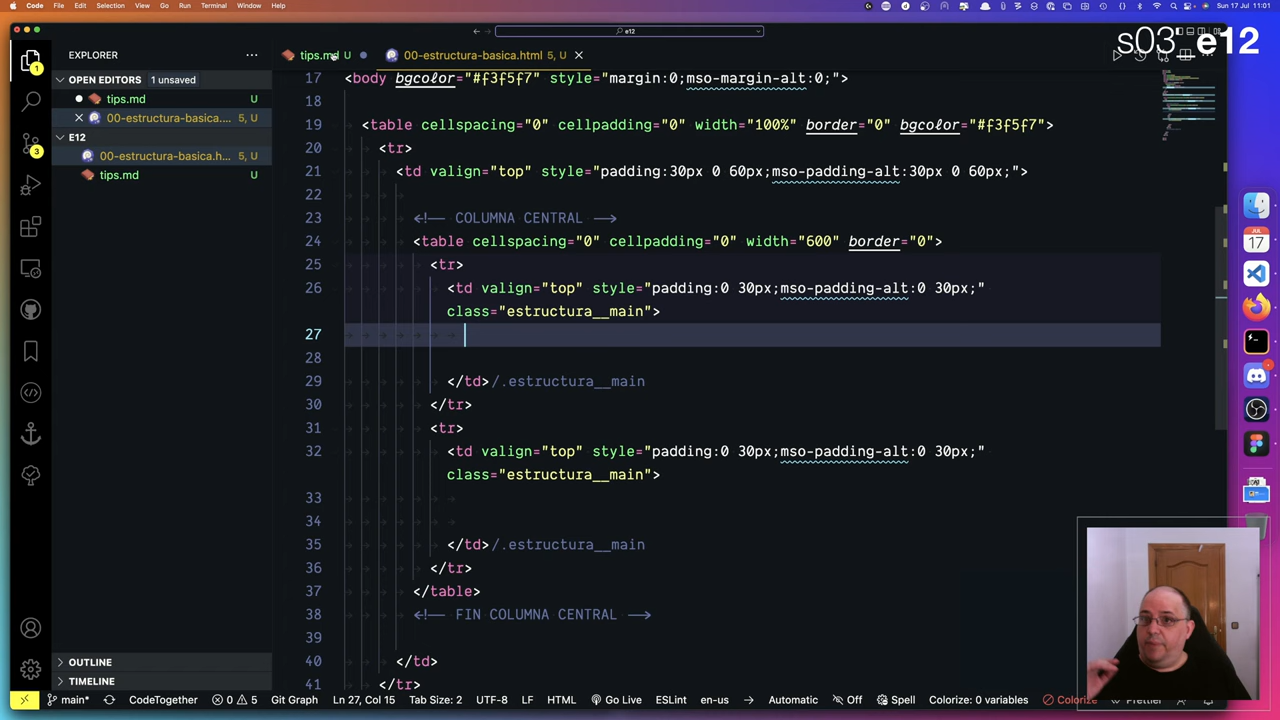 Code File Edit Selection View Go Run Terminal Window Help
Sun 17 Jul 11:01
e12
s03 e12
EXPLORER
OPEN EDITORS 1 unsaved
tips.md U
00-estructura-basica.... 5, U
E12
00-estructura-basica.h... 5, U
tips.md U
OUTLINE
TIMELINE
tips.md U
00-estructura-basica.html 5, U
17 <body bgcolor="#f3f5f7" style="margin:0;mso-margin-alt:0;">
18
19 <table cellspacing="0" cellpadding="0" width="100%" border="0" bgcolor="#f3f5f7">
20 <tr>
21 <td valign="top" style="padding:30px 0 60px;mso-padding-alt:30px 0 60px;">
22
23 <!-- COLUMNA CENTRAL -->
24 <table cellspacing="0" cellpadding="0" width="600" border="0">
25 <tr>
26 <td valign="top" style="padding:0 30px;mso-padding-alt:0 30px;"
class="estructura__main">
27
28
29 </td>/.estructura__main
30 </tr>
31 <tr>
32 <td valign="top" style="padding:0 30px;mso-padding-alt:0 30px;"
class="estructura__main">
33
34
35 </td>/.estructura__main
36 </tr>
37 </table>
38 <!-- FIN COLUMNA CENTRAL -->
39
40 </td>
41 </tr>
main* CodeTogether 0 5 Git Graph Ln 27, Col 15 Tab Size: 2 UTF-8 LF HTML Go Live ESLint en-us Automatic Off Spell Colorize: 0 variables Colorize Prettier
1
3
JUL
17